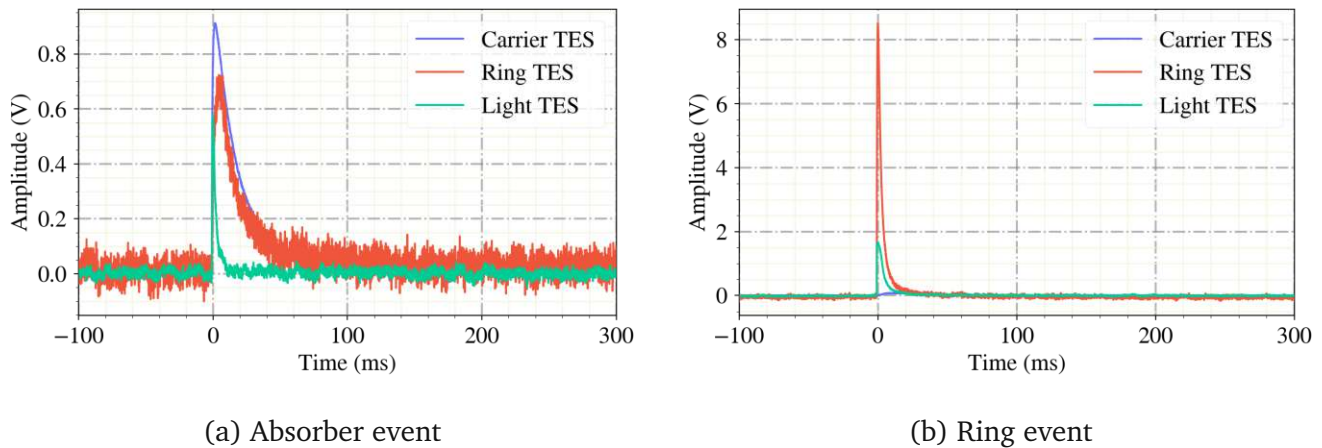 Carrier TES
Ring TES
Light TES
Amplitude (V)
0.8
0.6
0.4
0.2
0.0
−100
0
100
200
300
Time (ms)
(a) Absorber event
Carrier TES
Ring TES
Light TES
Amplitude (V)
8
6
4
2
0
−100
0
100
200
300
Time (ms)
(b) Ring event